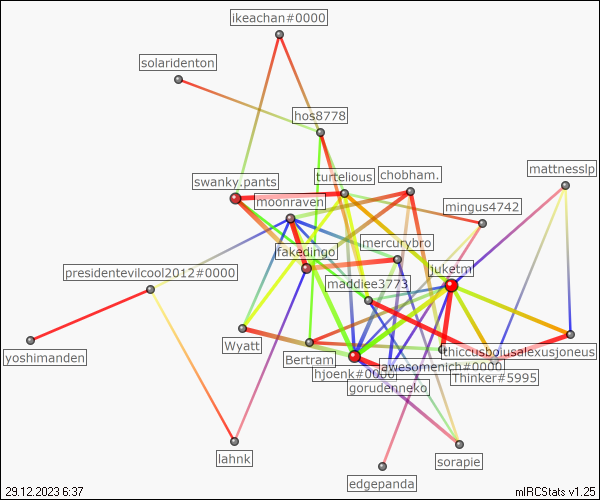 ikeachan#0000
solaridenton
hos8778
mattnesslp
swanky.pants
turtelious
chobham.
moonraven
mingus4742
mercurybro
fakedingo
presidentevilcool2012#0000
juketm
maddiee3773
yoshimanden
Wyatt
Bertram
thiccusboiusalexusjoneus
hjoenk#0000
awesomenich#0000
Thinker#5995
gorudenneko
lahnk
sorapie
edgepanda
29.12.2023 6:37
mIRCStats v1.25